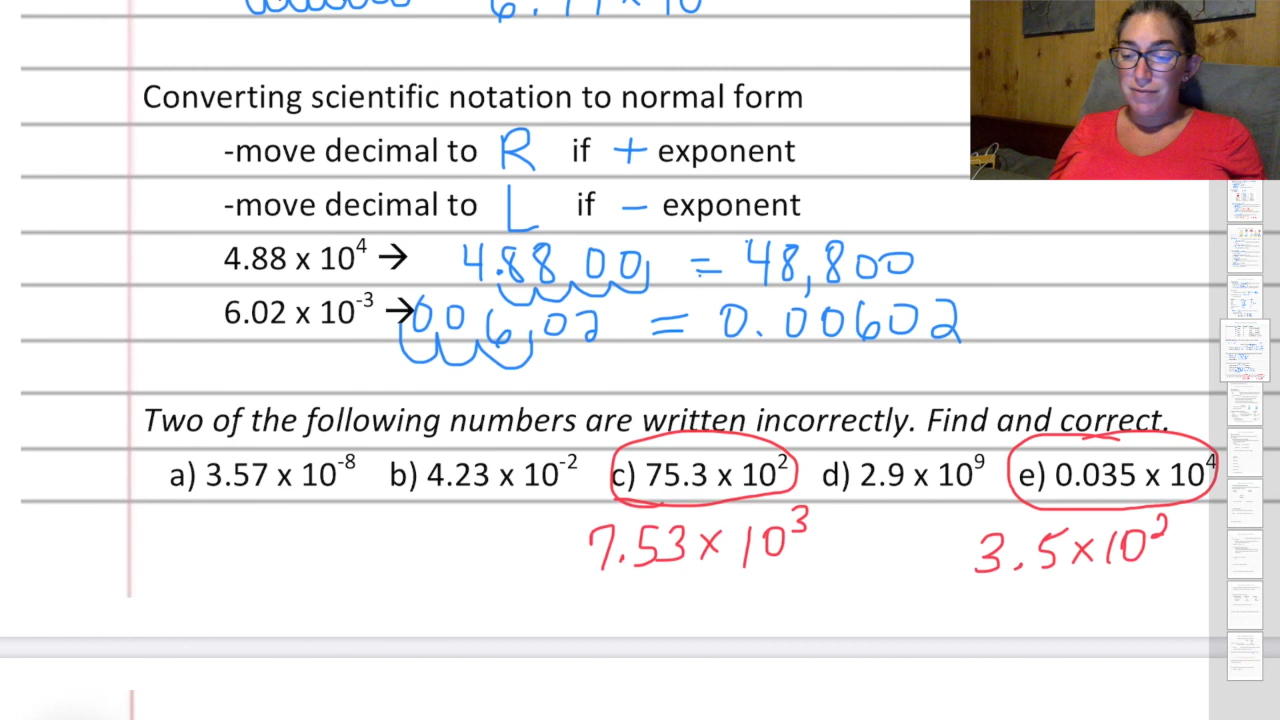 Converting scientific notation to normal form
-move decimal to R if + exponent
-move decimal to L if – exponent
4.88 x 10⁴ → 4.8800 = 48,800
6.02 x 10⁻³ → 006.02 = 0.00602
Two of the following numbers are written incorrectly. Find and correct.
a) 3.57 x 10⁻⁸ b) 4.23 x 10⁻² c) 75.3 x 10² d) 2.9 x 10⁹ e) 0.035 x 10⁴
7.53 x 10³ 3.5 x 10²